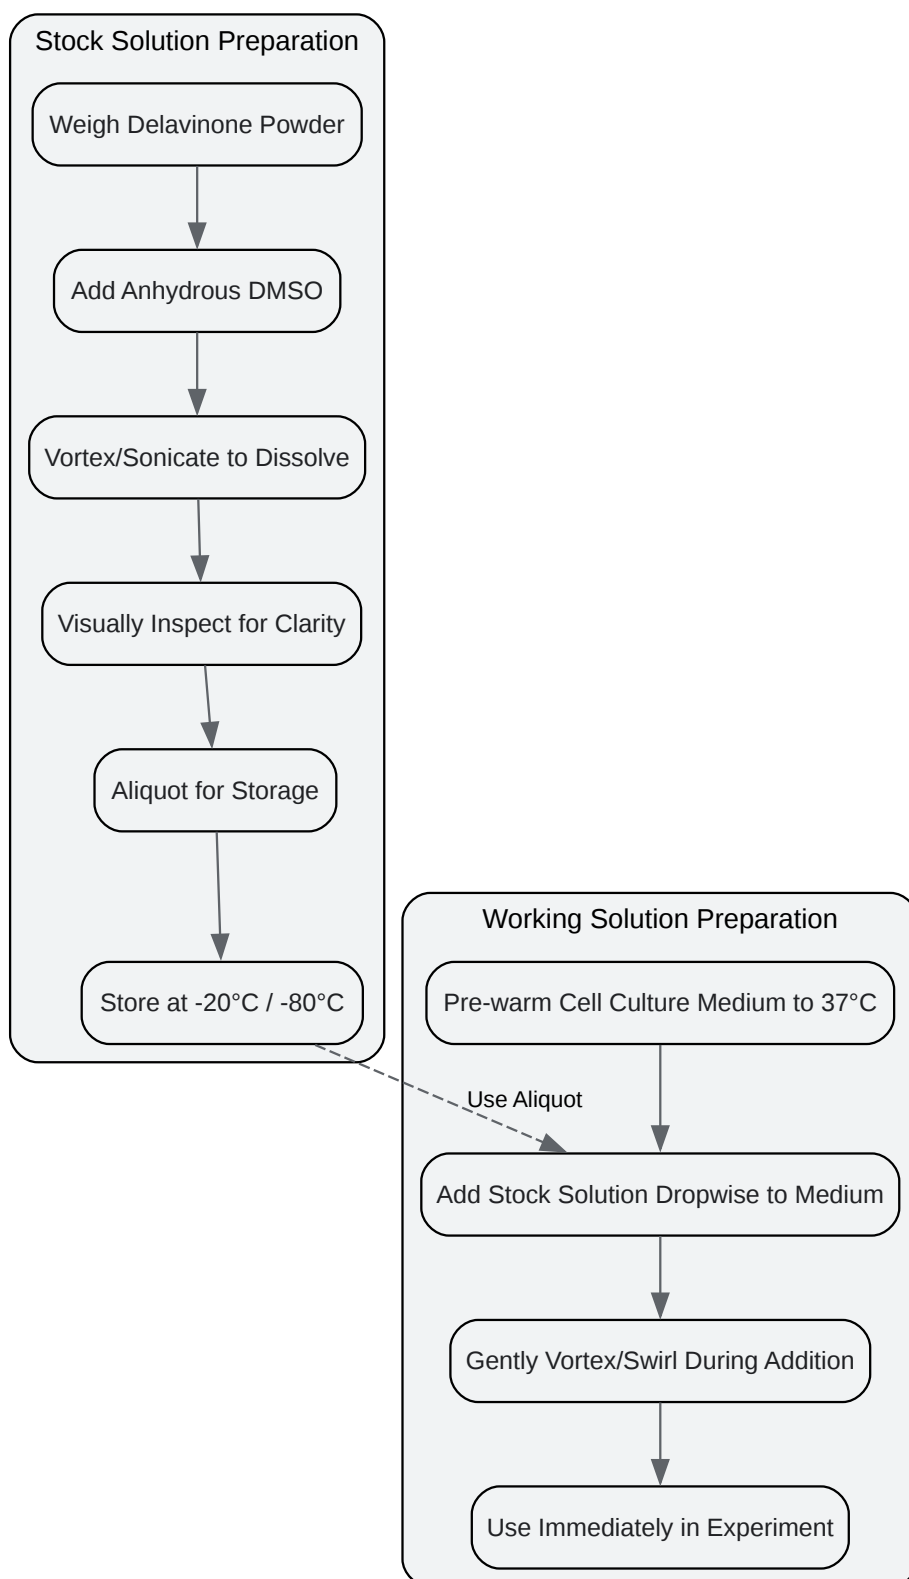 Stock Solution Preparation
Weigh Delavinone Powder
Add Anhydrous DMSO
Vortex/Sonicate to Dissolve
Visually Inspect for Clarity
Aliquot for Storage
Store at -20°C / -80°C
Working Solution Preparation
Pre-warm Cell Culture Medium to 37°C
Use Aliquot
Add Stock Solution Dropwise to Medium
Gently Vortex/Swirl During Addition
Use Immediately in Experiment